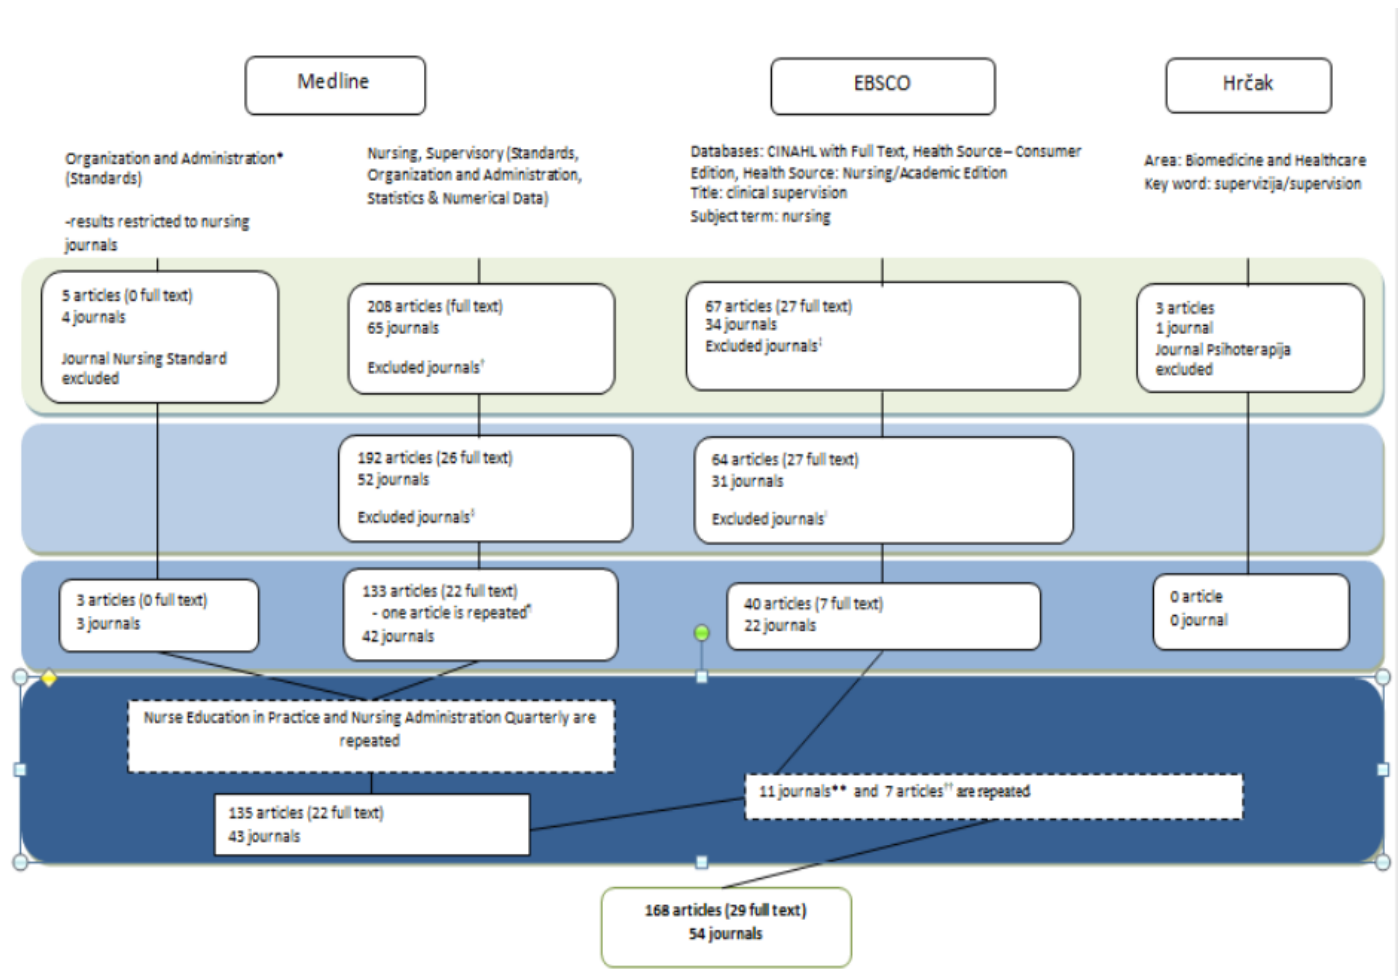 Medline
EBSCO
Hrčak
Organization and Administration*
(Standards)
-results restricted to nursing
journals
Nursing, Supervisory (Standards,
Organization and Administration,
Statistics & Numerical Data)
Databases: CINAHL with Full Text, Health Source– Consumer
Edition, Health Source: Nursing/Academic Edition
Title: clinical supervision
Subject term: nursing
Area: Biomedicine and Healthcare
Key word: supervizija/supervision
5 articles (0 full text)
4 journals
Journal Nursing Standard
excluded
208 articles (full text)
65 journals
Excluded journals†
67 articles (27 full text)
34 journals
Excluded journals‡
3 articles
1 journal
Journal Psihoterapija
excluded
192 articles (26 full text)
52 journals
Excluded journals
64 articles (27 full text)
31 journals
Excluded journals
3 articles (0 full text)
3 journals
133 articles (22 full text)
- one article is repeated¶
42 journals
40 articles (7 full text)
22 journals
0 article
0 journal
Nurse Education in Practice and Nursing Administration Quarterly are
repeated
11 journals** and 7 articles†† are repeated
135 articles (22 full text)
43 journals
168 articles (29 full text)
54 journals